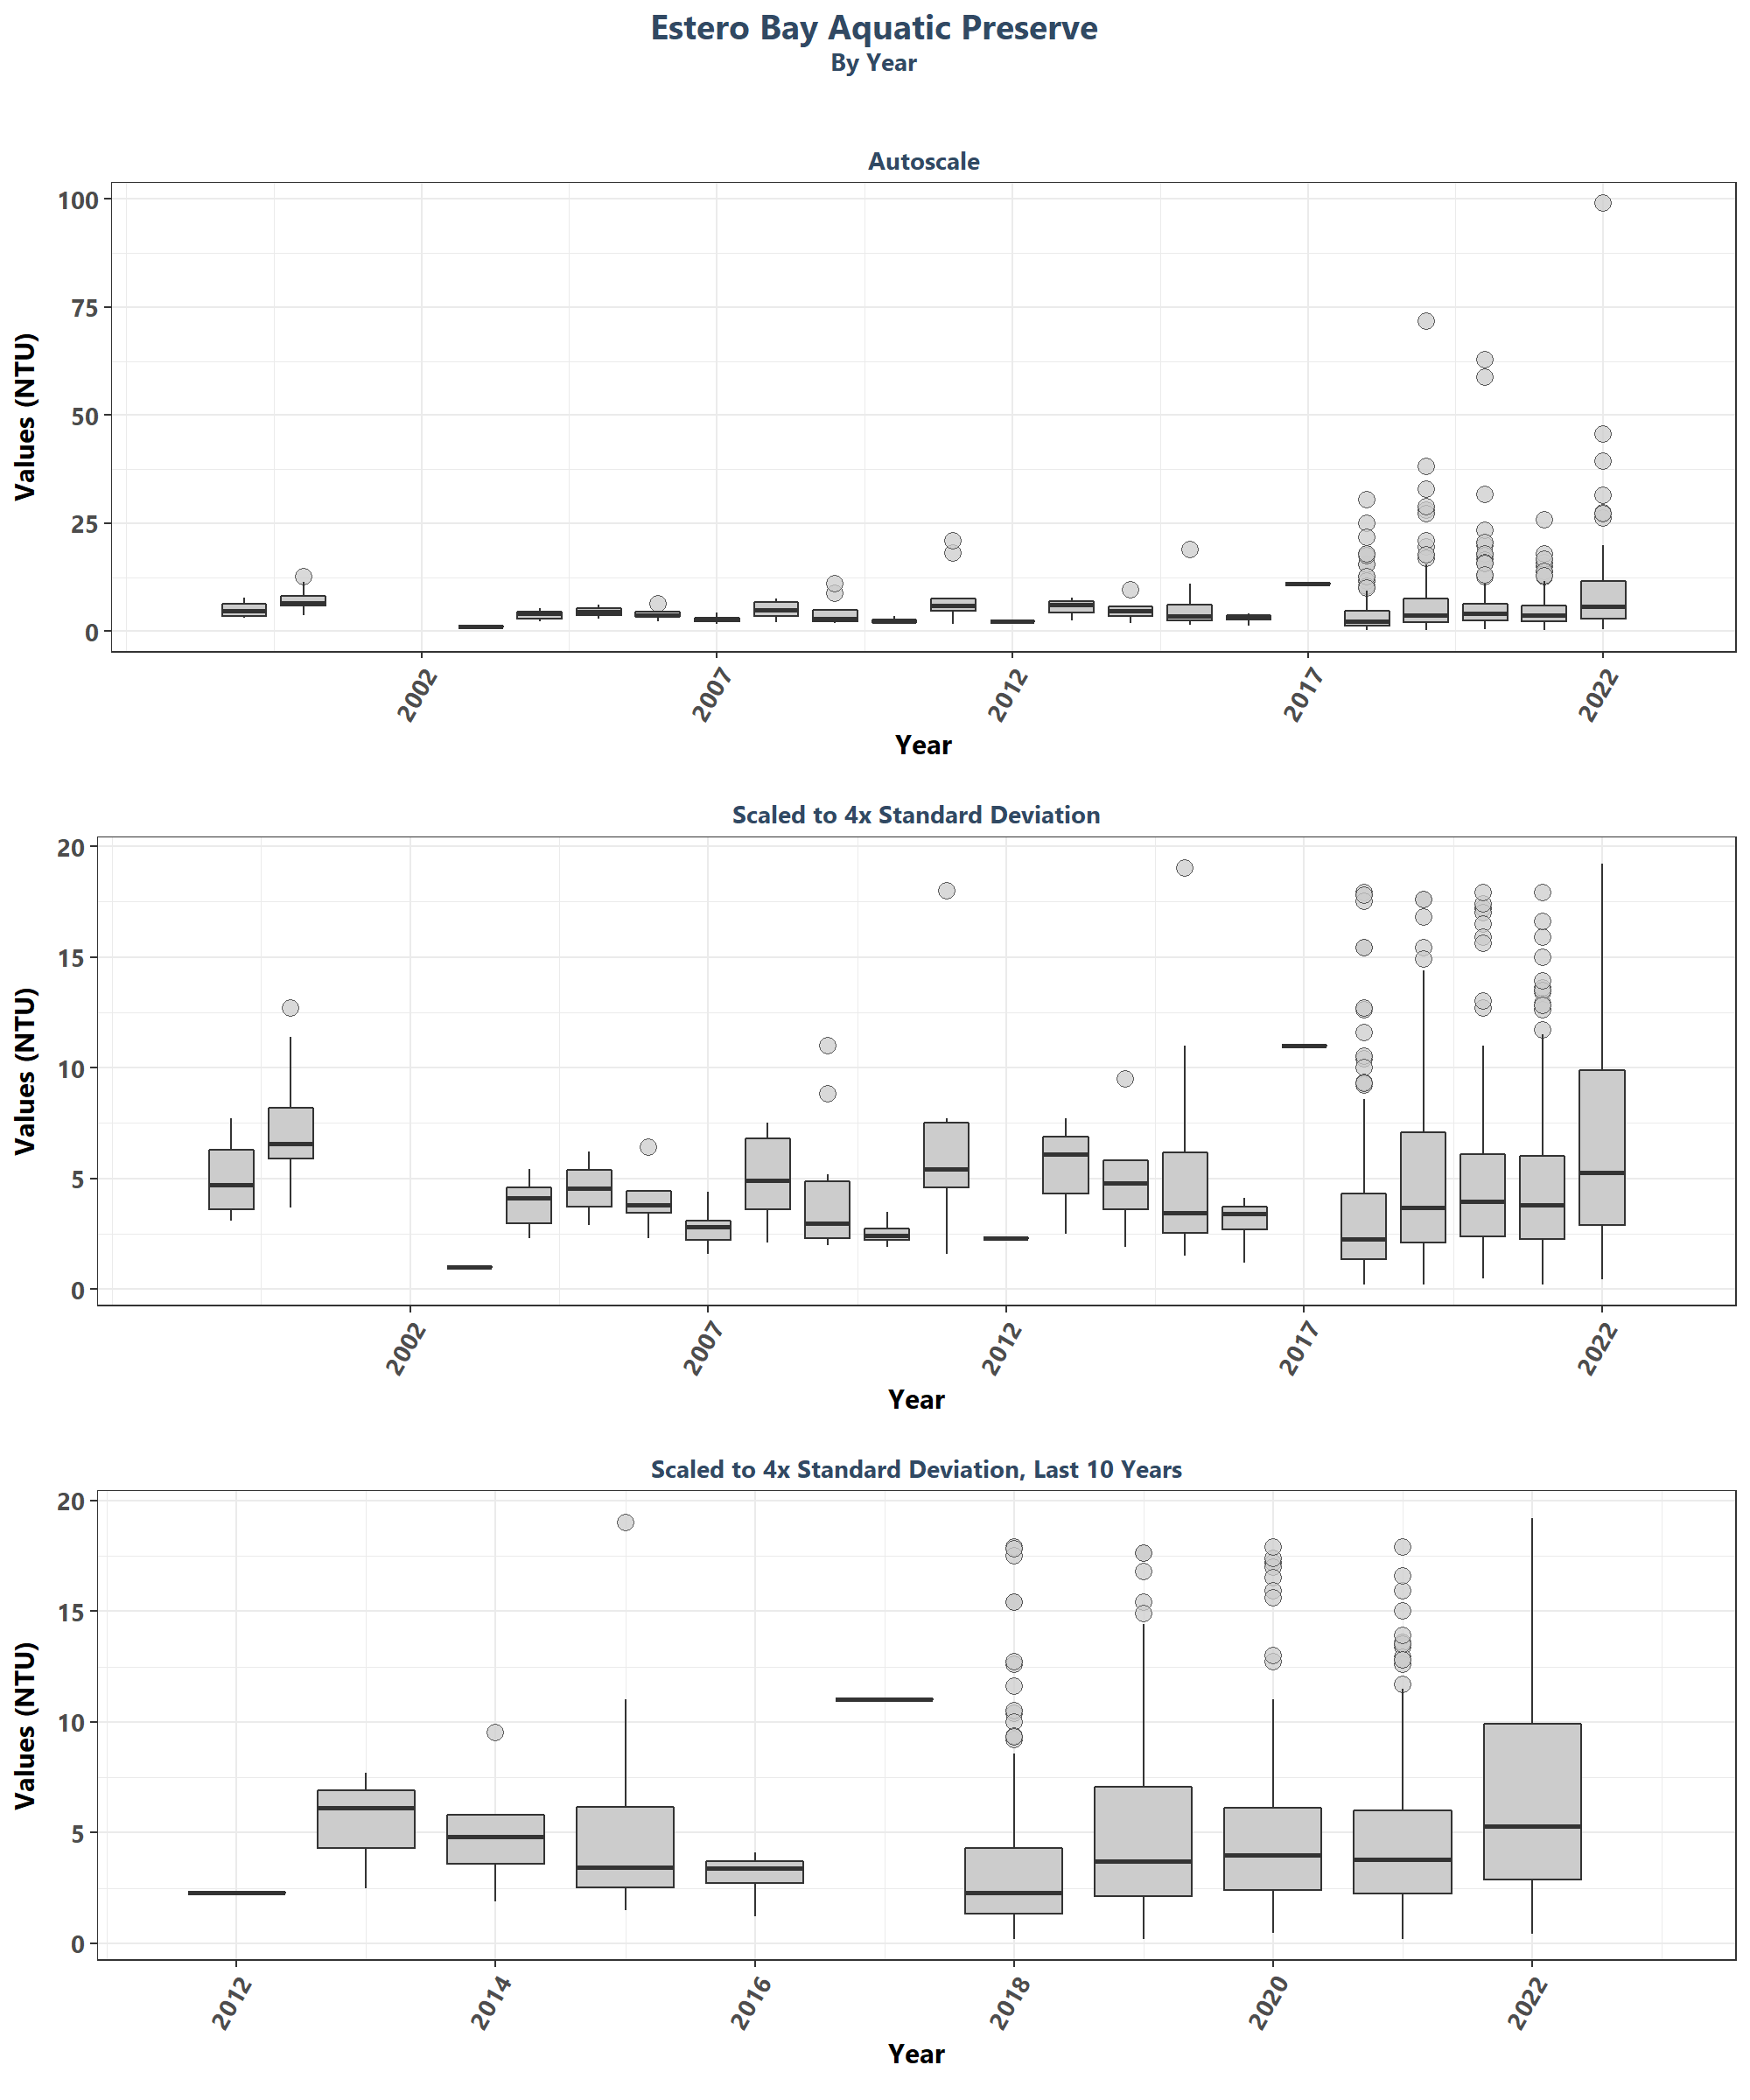 Estero Bay Aquatic Preserve
By Year
Autoscale
100
75
50
25
0
Values (NTU)
2002 2007 2012 2017 2022
Year
Scaled to 4x Standard Deviation
20
15
10
5
0
Values (NTU)
2002 2007 2012 2017 2022
Year
Scaled to 4x Standard Deviation, Last 10 Years
20
15
10
5
0
Values (NTU)
2012 2014 2016 2018 2020 2022
Year